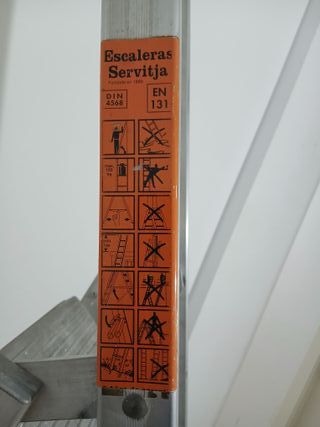 Escaleras
Servitja
DIN
4568
EN
131